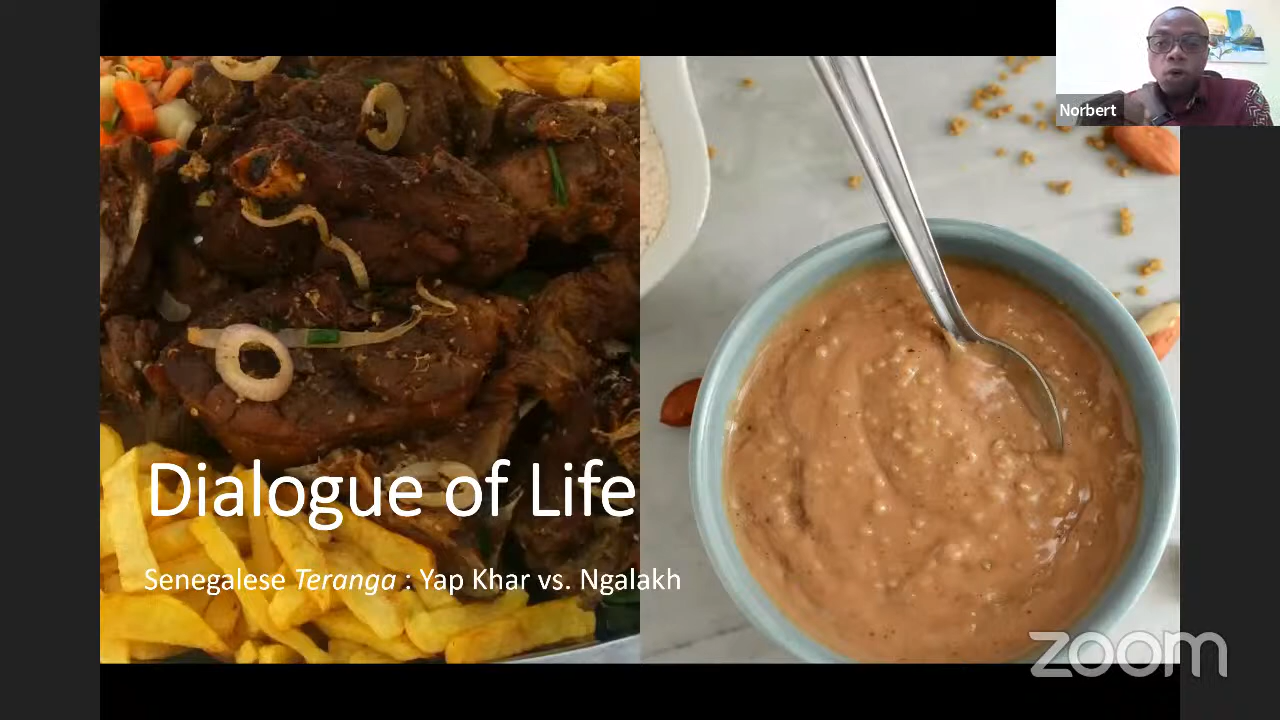 Norbert
Dialogue of Life
Senegalese Teranga : Yap Khar vs. Ngalakh
zoom